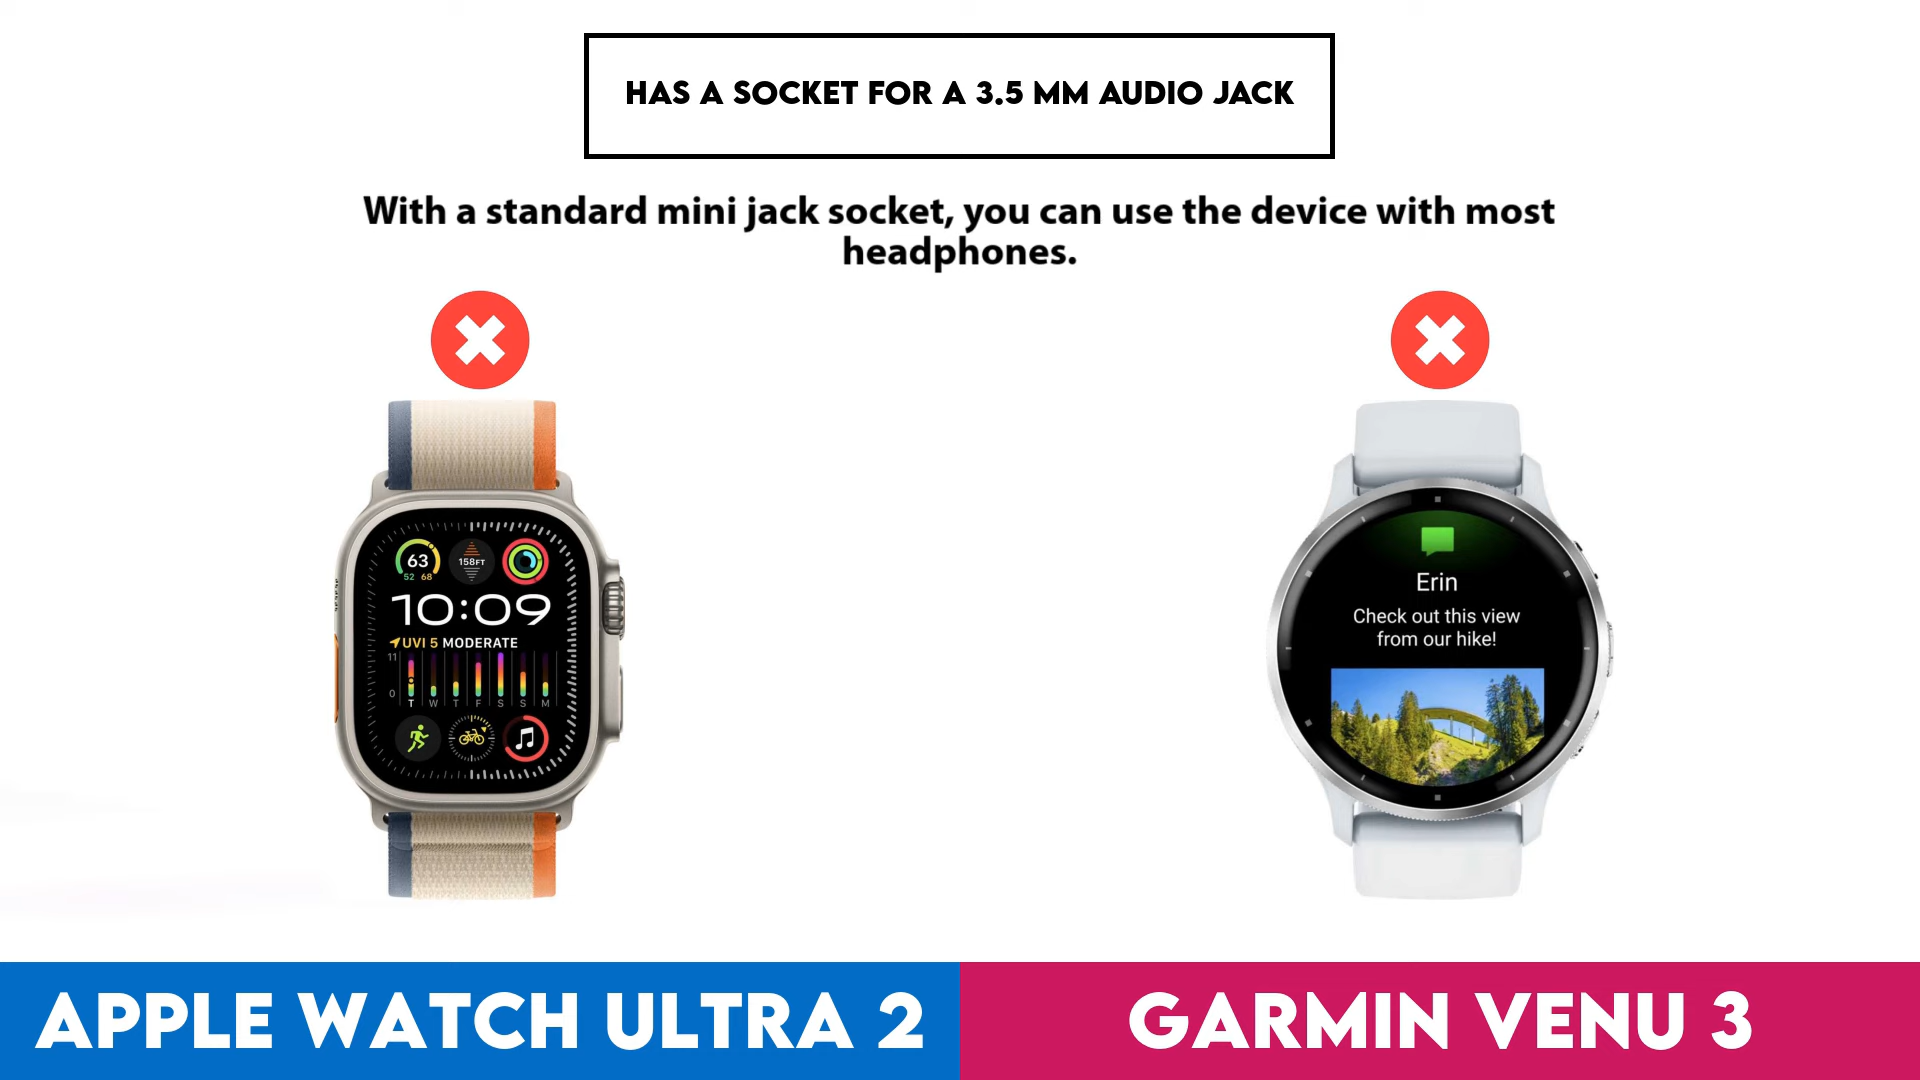 HAS A SOCKET FOR A 3.5 MM AUDIO JACK
With a standard mini jack socket, you can use the device with most
headphones.
63
52 68
158FT
10:09
UVI 5 MODERATE
11
0
T W T F S S M
Erin
Check out this view
from our hike!
APPLE WATCH ULTRA 2
GARMIN VENU 3